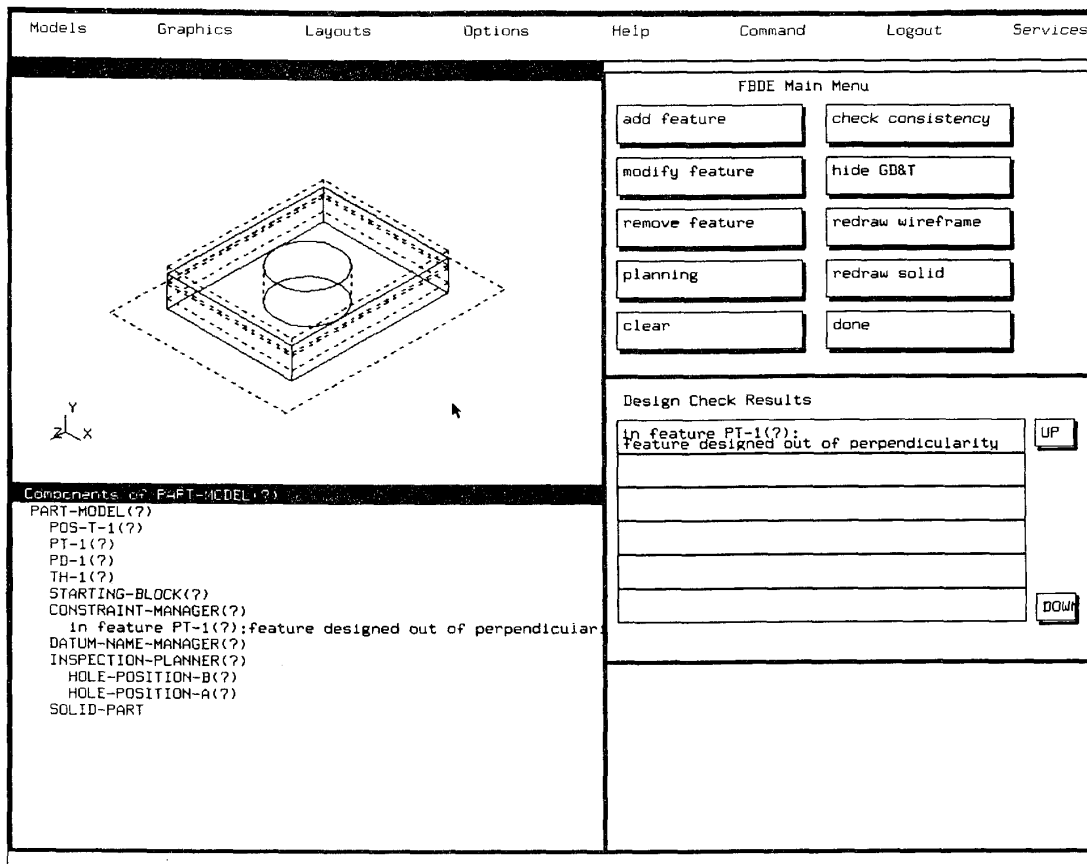 Models Graphics Layouts Options Help Command Logout Services
FBDE Main Menu
add feature check consistency
modify feature hide GD&T
remove feature redraw wireframe
planning redraw solid
clear done
Y
Z X
Design Check Results
in feature PT-1(?):
feature designed out of perpendicularity
UP
DOWN
Components of PART-MODEL(?)
PART-MODEL(?)
POS-T-1(?)
PT-1(?)
PD-1(?)
TH-1(?)
STARTING-BLOCK(?)
CONSTRAINT-MANAGER(?)
in feature PT-1(?):feature designed out of perpendiculari
DATUM-NAME-MANAGER(?)
INSPECTION-PLANNER(?)
HOLE-POSITION-B(?)
HOLE-POSITION-A(?)
SOLID-PART